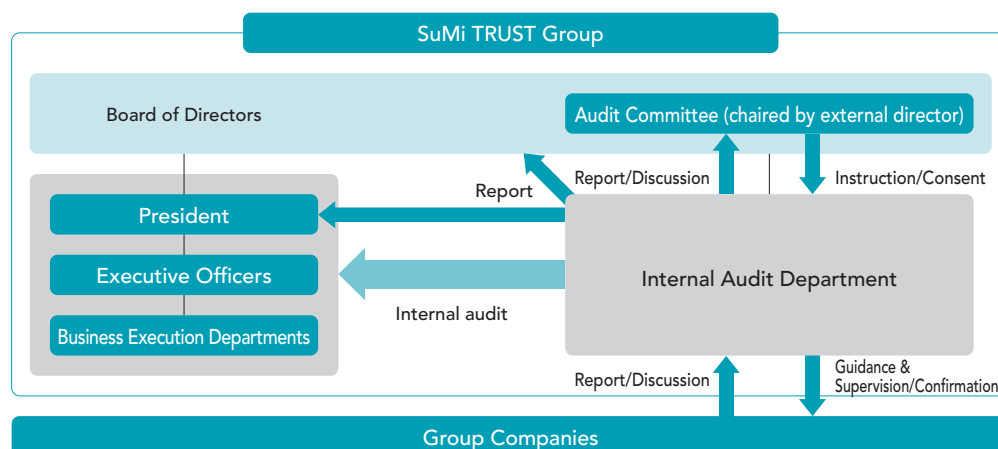 SuMi TRUST Group
Board of Directors
Audit Committee (chaired by external director)
Report/Discussion
Instruction/Consent
Report
President
Executive Officers
Internal Audit Department
Internal audit
Business Execution Departments
Report/Discussion
Guidance &
Supervision/Confirmation
Group Companies